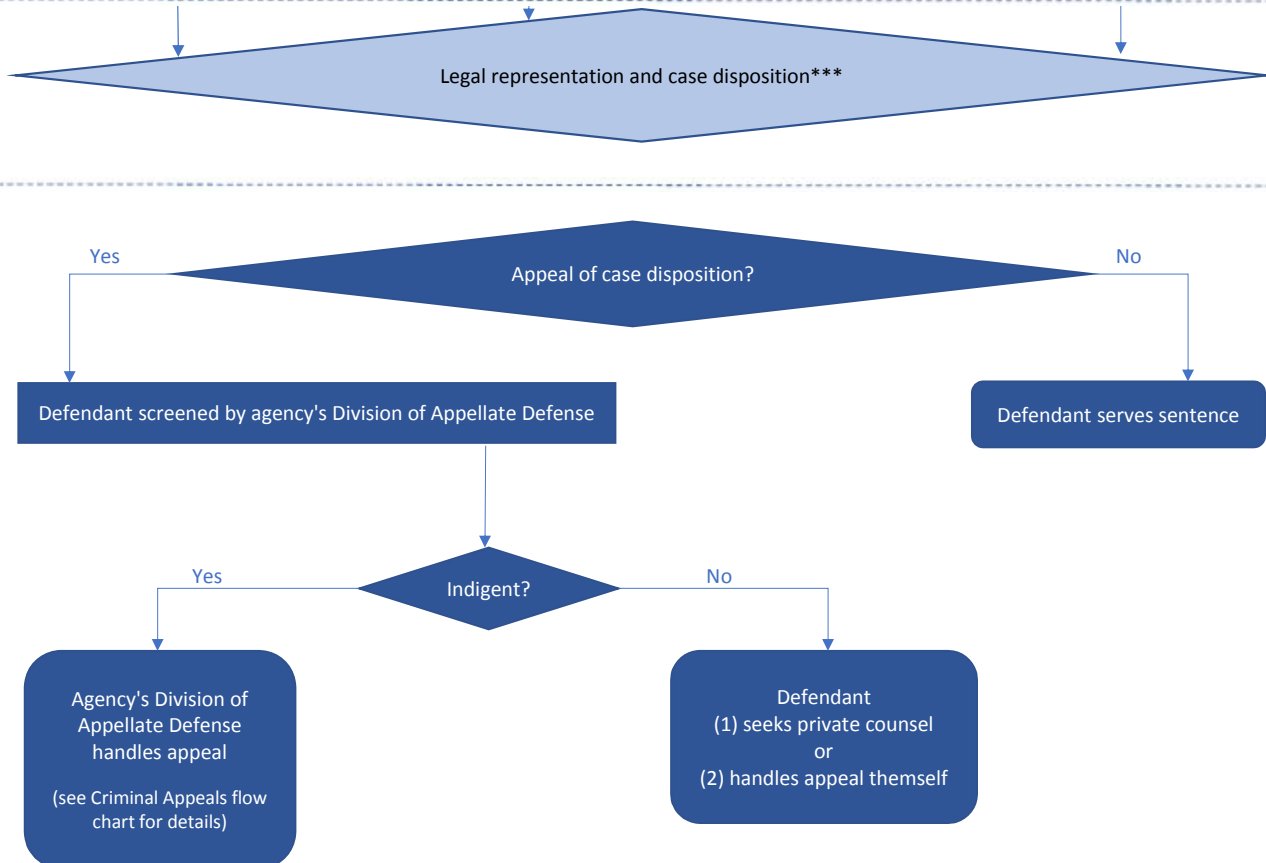 Legal representation and case disposition***
Yes
Appeal of case disposition?
No
Defendant screened by agency's Division of Appellate Defense
Defendant serves sentence
Yes
Indigent?
No
Agency's Division of
Appellate Defense
handles appeal
(see Criminal Appeals flow
chart for details)
Defendant
(1) seeks private counsel
or
(2) handles appeal themself